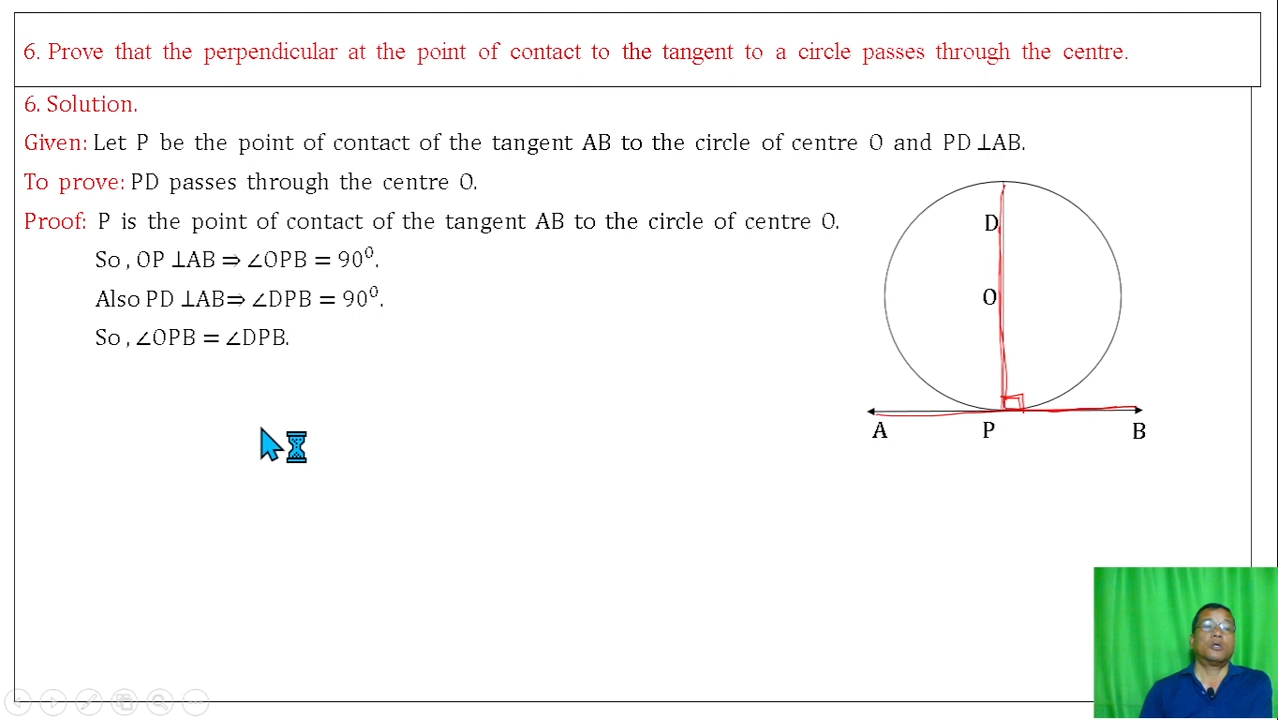 6. Prove that the perpendicular at the point of contact to the tangent to a circle passes through the centre.
6. Solution.
Given: Let P be the point of contact of the tangent AB to the circle of centre O and PD ⊥AB.
To prove: PD passes through the centre O.
Proof: P is the point of contact of the tangent AB to the circle of centre O.
So, OP ⊥AB ⇒ ∠OPB = 90⁰.
Also PD ⊥AB⇒ ∠DPB = 90⁰.
So, ∠OPB = ∠DPB.
D
O
A P B